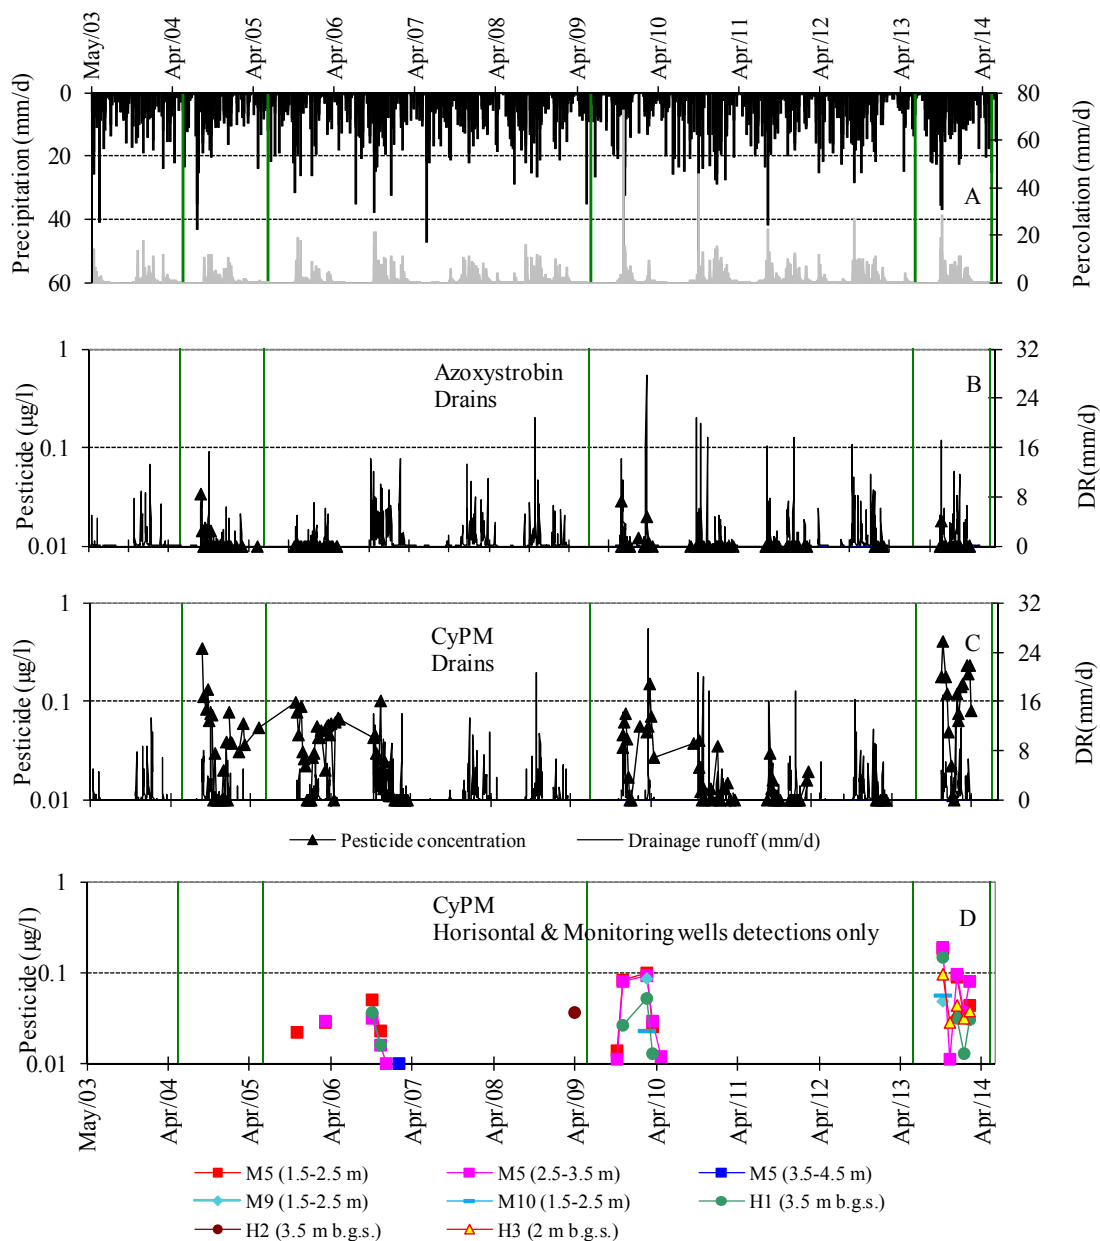 May/03 Apr/04 Apr/05 Apr/06 Apr/07 Apr/08 Apr/09 Apr/10 Apr/11 Apr/12 Apr/13 Apr/14
Precipitation (mm/d)
0
20
40
60
A
80
60
40
20
0
Percolation (mm/d)
Pesticide (µg/l)
1
0.1
0.01
Azoxystrobin
Drains
B
32
24
16
8
0
DR(mm/d)
Pesticide (µg/l)
1
0.1
0.01
CyPM
Drains
C
32
24
16
8
0
DR(mm/d)
Pesticide concentration Drainage runoff (mm/d)
Pesticide (µg/l)
1
0.1
0.01
CyPM
Horisontal & Monitoring wells detections only
D
May/03 Apr/04 Apr/05 Apr/06 Apr/07 Apr/08 Apr/09 Apr/10 Apr/11 Apr/12 Apr/13 Apr/14
M5 (1.5-2.5 m) M5 (2.5-3.5 m) M5 (3.5-4.5 m)
M9 (1.5-2.5 m) M10 (1.5-2.5 m) H1 (3.5 m b.g.s.)
H2 (3.5 m b.g.s.) H3 (2 m b.g.s.)